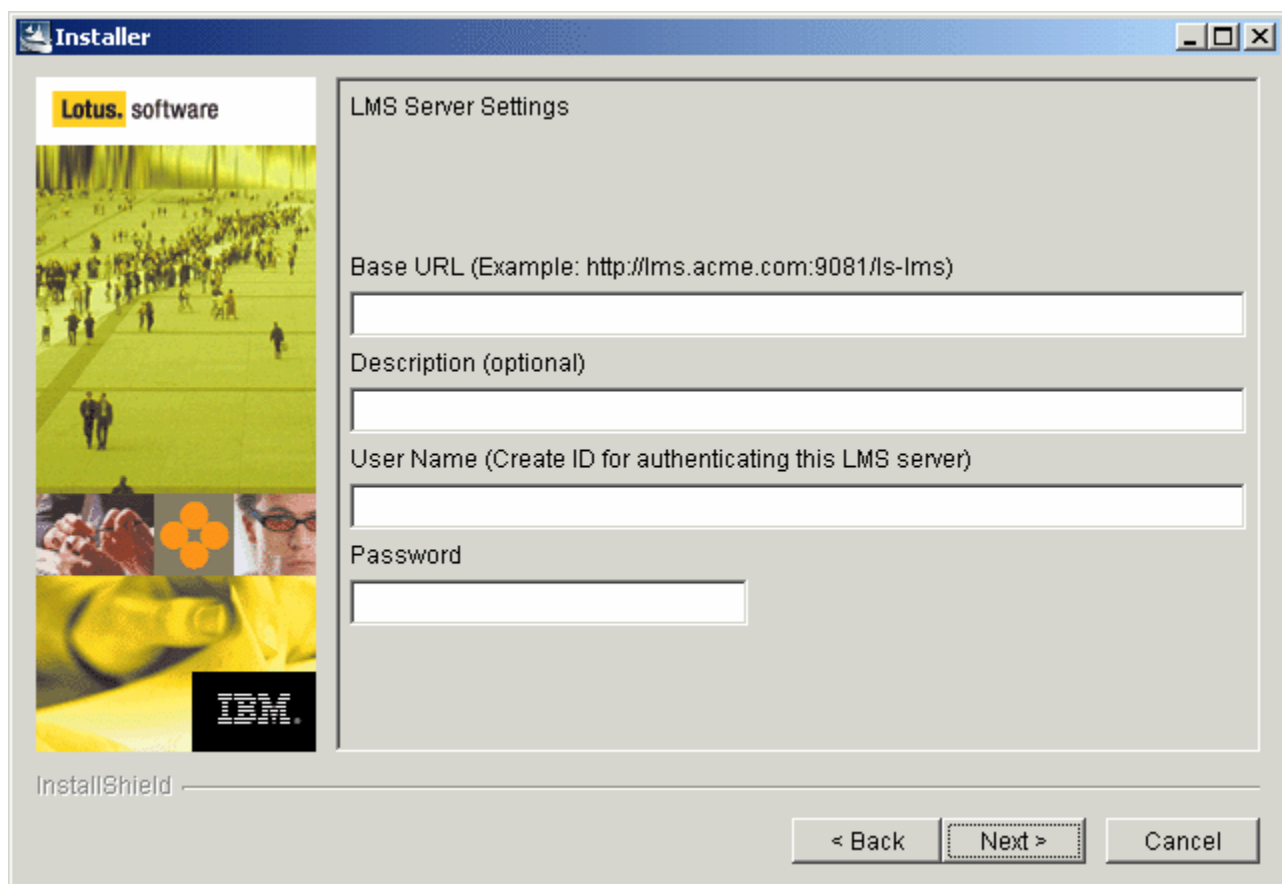 Installer
Lotus. software
LMS Server Settings
Base URL (Example: http://lms.acme.com:9081/ls-lms)
Description (optional)
User Name (Create ID for authenticating this LMS server)
Password
IBM.
InstallShield
< Back
Next >
Cancel